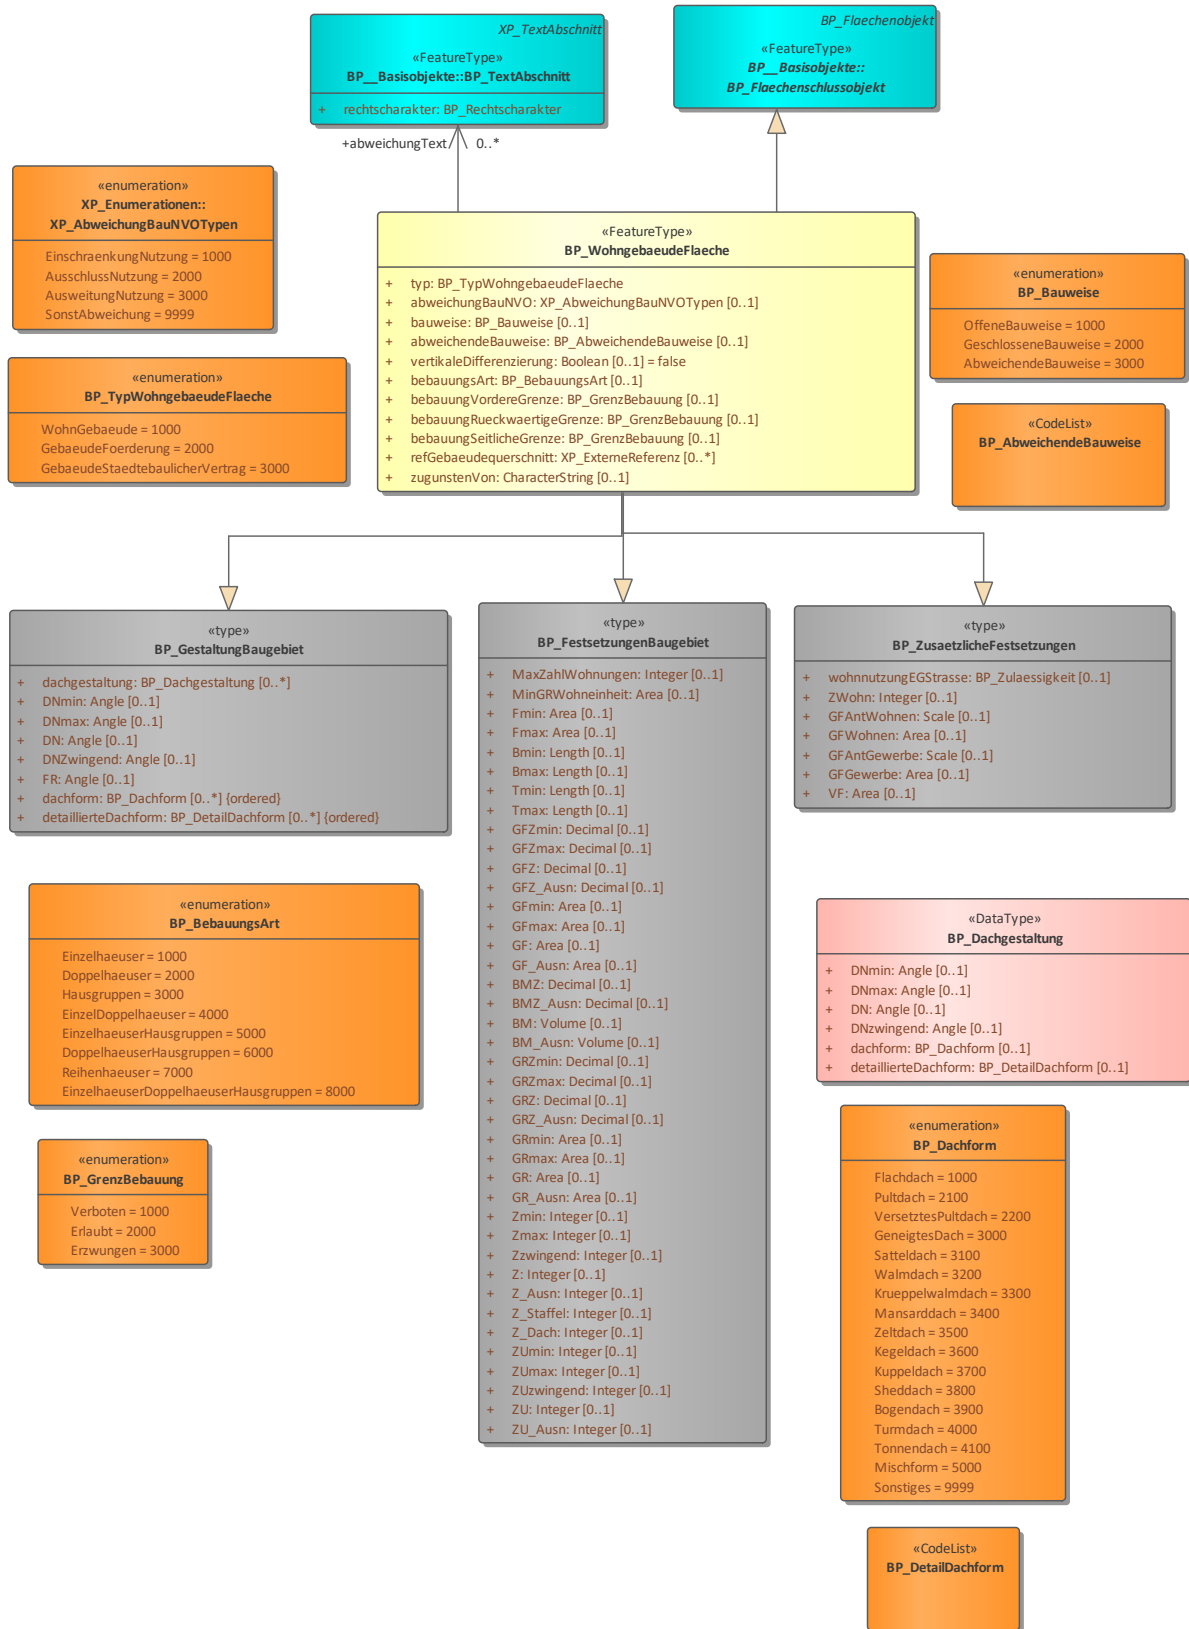 XP_TextAbschnitt
«FeatureType»
BP__Basisobjekte::BP_TextAbschnitt
+ rechtscharakter: BP_Rechtscharakter
BP_Flaechenobjekt
«FeatureType»
BP__Basisobjekte::
BP_Flaechenschlussobjekt
+abweichungText 0..*
«enumeration»
XP_Enumerationen::
XP_AbweichungBauNVOTypen
EinschraenkungNutzung = 1000
AusschlussNutzung = 2000
AusweitungNutzung = 3000
SonstAbweichung = 9999
«FeatureType»
BP_WohngebaeudeFlaeche
+ typ: BP_TypWohngebaeudeFlaeche
+ abweichungBauNVO: XP_AbweichungBauNVOTypen [0..1]
+ bauweise: BP_Bauweise [0..1]
+ abweichendeBauweise: BP_AbweichendeBauweise [0..1]
+ vertikaleDifferenzierung: Boolean [0..1] = false
+ bebauungsArt: BP_BebauungsArt [0..1]
+ bebauungVordereGrenze: BP_GrenzBebauung [0..1]
+ bebauungRueckwaertigeGrenze: BP_GrenzBebauung [0..1]
+ bebauungSeitlicheGrenze: BP_GrenzBebauung [0..1]
+ refGebaeudequerschnitt: XP_ExterneReferenz [0..*]
+ zugunstenVon: CharacterString [0..1]
«enumeration»
BP_Bauweise
OffeneBauweise = 1000
GeschlosseneBauweise = 2000
AbweichendeBauweise = 3000
«enumeration»
BP_TypWohngebaeudeFlaeche
WohnGebaeude = 1000
GebaeudeFoerderung = 2000
GebaeudeStaedtebaulicherVertrag = 3000
«CodeList»
BP_AbweichendeBauweise
«type»
BP_GestaltungBaugebiet
+ dachgestaltung: BP_Dachgestaltung [0..*]
+ DNmin: Angle [0..1]
+ DNmax: Angle [0..1]
+ DN: Angle [0..1]
+ DNZwingend: Angle [0..1]
+ FR: Angle [0..1]
+ dachform: BP_Dachform [0..*] {ordered}
+ detaillierteDachform: BP_DetailDachform [0..*] {ordered}
«type»
BP_FestsetzungenBaugebiet
+ MaxZahlWohnungen: Integer [0..1]
+ MinGRWohneinheit: Area [0..1]
+ Fmin: Area [0..1]
+ Fmax: Area [0..1]
+ Bmin: Length [0..1]
+ Bmax: Length [0..1]
+ Tmin: Length [0..1]
+ Tmax: Length [0..1]
+ GFZmin: Decimal [0..1]
+ GFZmax: Decimal [0..1]
+ GFZ: Decimal [0..1]
+ GFZ_Ausn: Decimal [0..1]
+ GFmin: Area [0..1]
+ GFmax: Area [0..1]
+ GF: Area [0..1]
+ GF_Ausn: Area [0..1]
+ BMZ: Decimal [0..1]
+ BMZ_Ausn: Decimal [0..1]
+ BM: Volume [0..1]
+ BM_Ausn: Volume [0..1]
+ GRZmin: Decimal [0..1]
+ GRZmax: Decimal [0..1]
+ GRZ: Decimal [0..1]
+ GRZ_Ausn: Decimal [0..1]
+ GRmin: Area [0..1]
+ GRmax: Area [0..1]
+ GR: Area [0..1]
+ GR_Ausn: Area [0..1]
+ Zmin: Integer [0..1]
+ Zmax: Integer [0..1]
+ Zzwingend: Integer [0..1]
+ Z: Integer [0..1]
+ Z_Ausn: Integer [0..1]
+ Z_Staffel: Integer [0..1]
+ Z_Dach: Integer [0..1]
+ ZUmin: Integer [0..1]
+ ZUmax: Integer [0..1]
+ ZUzwingend: Integer [0..1]
+ ZU: Integer [0..1]
+ ZU_Ausn: Integer [0..1]
«type»
BP_ZusaetzlicheFestsetzungen
+ wohnnutzungEGStrasse: BP_Zulaessigkeit [0..1]
+ ZWohn: Integer [0..1]
+ GFAntWohnen: Scale [0..1]
+ GFWohnen: Area [0..1]
+ GFAntGewerbe: Scale [0..1]
+ GFGewerbe: Area [0..1]
+ VF: Area [0..1]
«enumeration»
BP_BebauungsArt
Einzelhaeuser = 1000
Doppelhaeuser = 2000
Hausgruppen = 3000
EinzelDoppelhaeuser = 4000
EinzelhaeuserHausgruppen = 5000
DoppelhaeuserHausgruppen = 6000
Reihenhaeuser = 7000
EinzelhaeuserDoppelhaeuserHausgruppen = 8000
«DataType»
BP_Dachgestaltung
+ DNmin: Angle [0..1]
+ DNmax: Angle [0..1]
+ DN: Angle [0..1]
+ DNzwingend: Angle [0..1]
+ dachform: BP_Dachform [0..1]
+ detaillierteDachform: BP_DetailDachform [0..1]
«enumeration»
BP_GrenzBebauung
Verboten = 1000
Erlaubt = 2000
Erzwungen = 3000
«enumeration»
BP_Dachform
Flachdach = 1000
Pultdach = 2100
VersetztesPultdach = 2200
GeneigtesDach = 3000
Satteldach = 3100
Walmdach = 3200
Krueppelwalmdach = 3300
Mansarddach = 3400
Zeltdach = 3500
Kegeldach = 3600
Kuppeldach = 3700
Sheddach = 3800
Bogendach = 3900
Turmdach = 4000
Tonnendach = 4100
Mischform = 5000
Sonstiges = 9999
«CodeList»
BP_DetailDachform